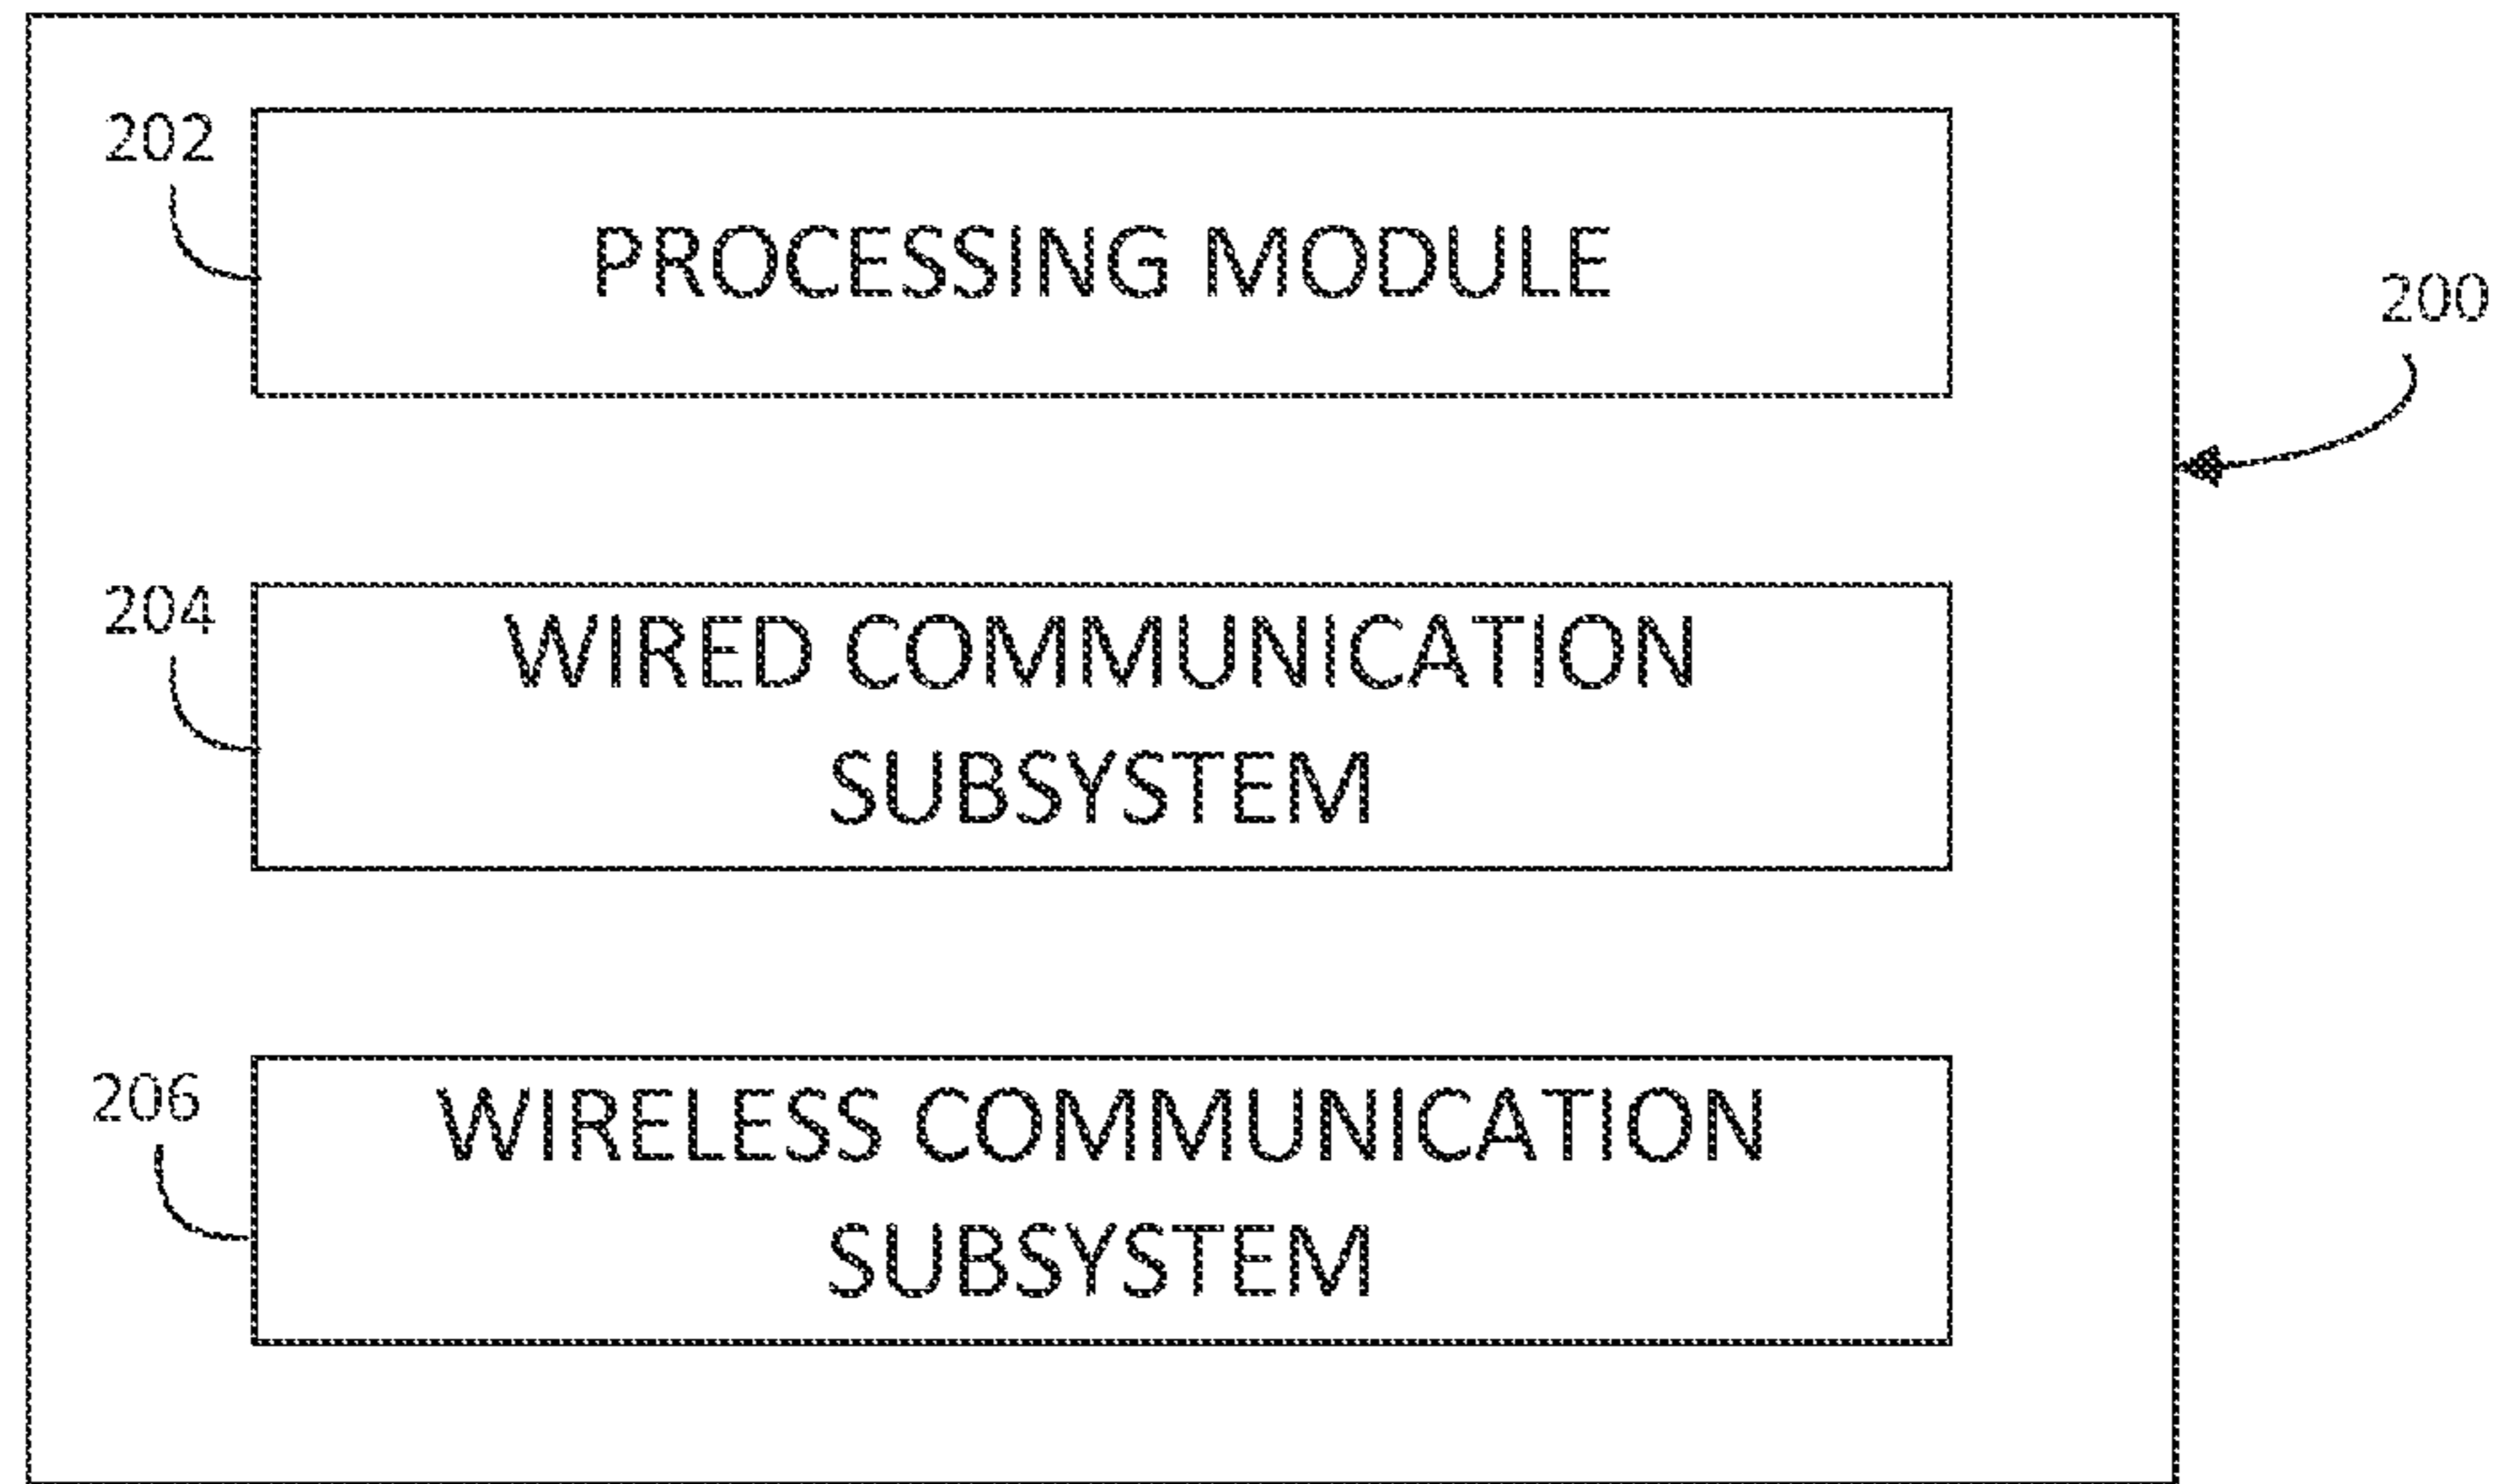 202
PROCESSING MODULE
200
204
WIRED COMMUNICATION
SUBSYSTEM
206
WIRELESS COMMUNICATION
SUBSYSTEM